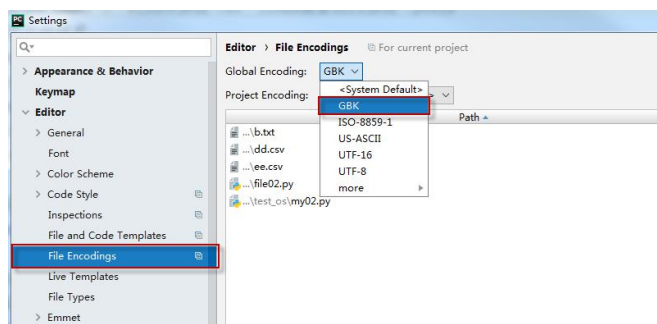 PC Settings
Editor › File Encodings For current project
Global Encoding: GBK
Project Encoding:
<System Default>
GBK
ISO-8859-1
US-ASCII
UTF-16
UTF-8
more
Path
...\b.txt
...\dd.csv
...\ee.csv
...\file02.py
...\test_os\my02.py
Appearance & Behavior
Keymap
Editor
General
Font
Color Scheme
Code Style
Inspections
File and Code Templates
File Encodings
Live Templates
File Types
Emmet